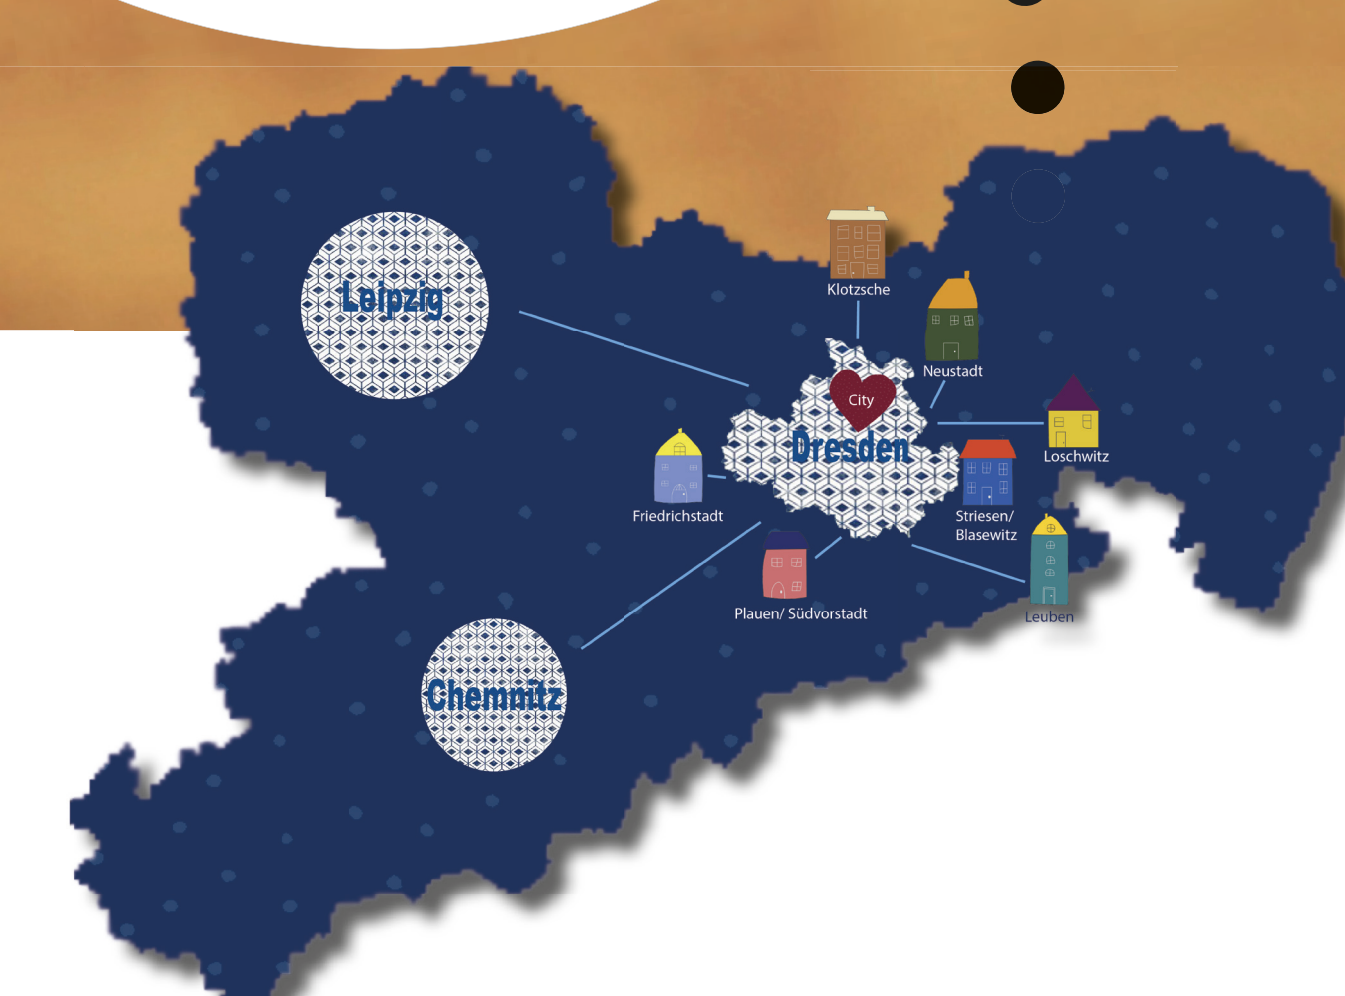 Klotzsche
Leipzig
Neustadt
City
Dresden
Loschwitz
Friedrichstadt
Striesen/
Blasewitz
Plauen/ Südvorstadt
Leuben
Chemnitz